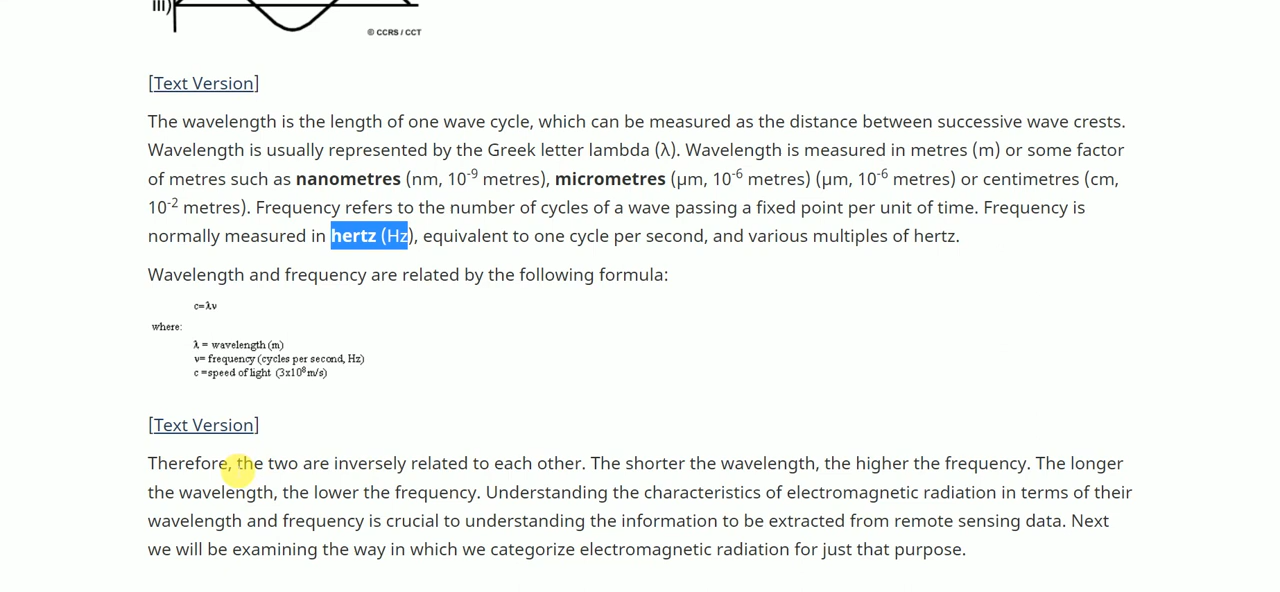 iii)
© CCRS / CCT
[Text Version]
The wavelength is the length of one wave cycle, which can be measured as the distance between successive wave crests.
Wavelength is usually represented by the Greek letter lambda (λ). Wavelength is measured in metres (m) or some factor
of metres such as nanometres (nm, 10⁻⁹ metres), micrometres (μm, 10⁻⁶ metres) (μm, 10⁻⁶ metres) or centimetres (cm,
10⁻² metres). Frequency refers to the number of cycles of a wave passing a fixed point per unit of time. Frequency is
normally measured in hertz (Hz), equivalent to one cycle per second, and various multiples of hertz.
Wavelength and frequency are related by the following formula:
c=λν
where:
λ = wavelength (m)
ν= frequency (cycles per second, Hz)
c =speed of light (3x10⁸m/s)
[Text Version]
Therefore, the two are inversely related to each other. The shorter the wavelength, the higher the frequency. The longer
the wavelength, the lower the frequency. Understanding the characteristics of electromagnetic radiation in terms of their
wavelength and frequency is crucial to understanding the information to be extracted from remote sensing data. Next
we will be examining the way in which we categorize electromagnetic radiation for just that purpose.